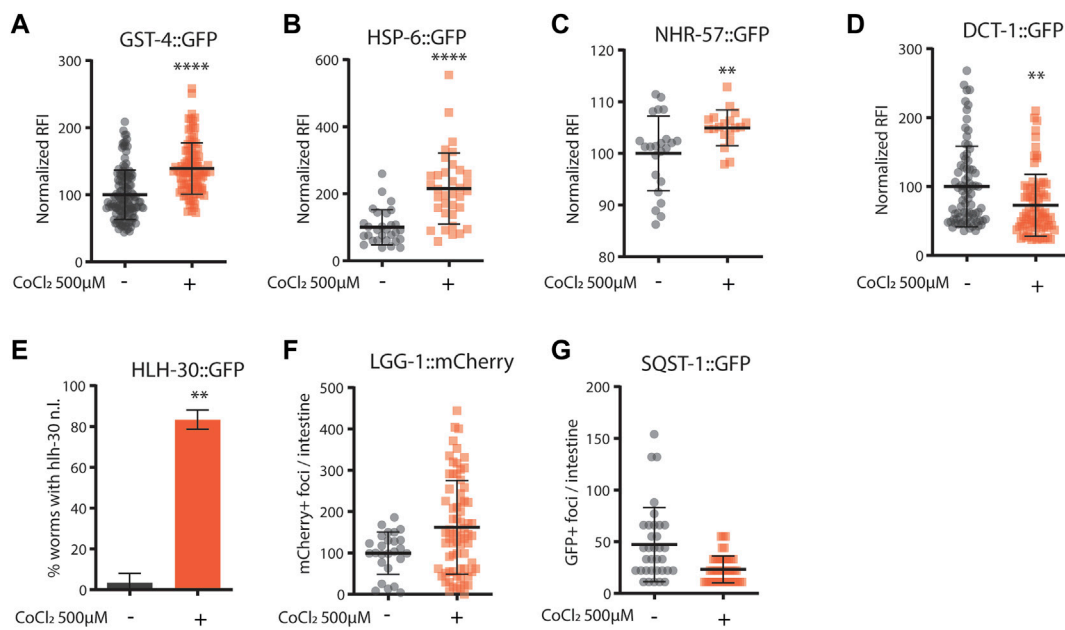 A
GST-4::GFP
****
Normalized RFI
300
200
100
0
CoCl₂ 500μM - +
B
HSP-6::GFP
****
Normalized RFI
600
400
200
0
- +
C
NHR-57::GFP
**
Normalized RFI
120
110
100
90
80
CoCl₂ 500μM - +
D
DCT-1::GFP
**
Normalized RFI
300
200
100
0
- +
E
HLH-30::GFP
**
% worms with hlh-30 n.l.
100
80
60
40
20
0
CoCl₂ 500μM - +
F
LGG-1::mCherry
mCherry+ foci / intestine
500
400
300
200
100
0
CoCl₂ 500μM - +
G
SQST-1::GFP
GFP+ foci / intestine
200
150
100
50
0
CoCl₂ 500μM - +